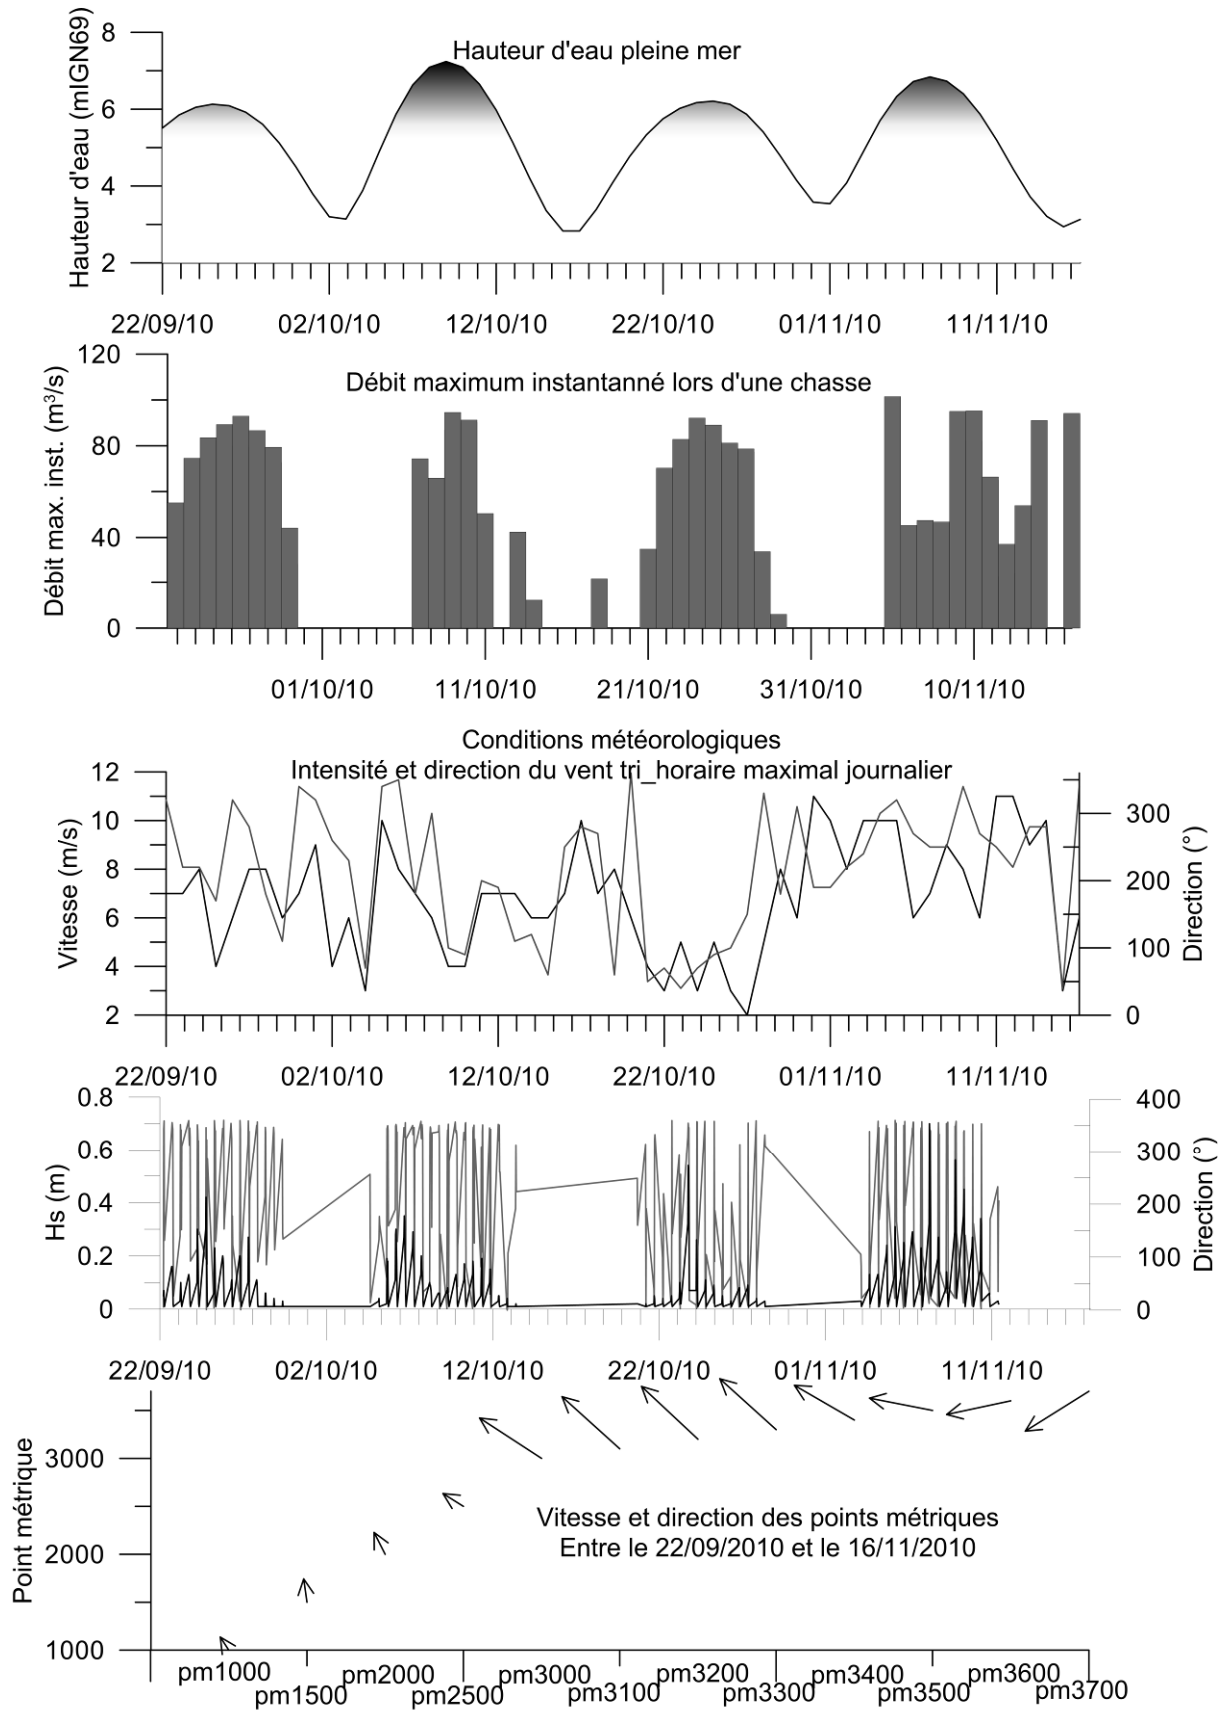 Hauteur d'eau pleine mer
Hauteur d'eau (mIGN69)
8
6
4
2
22/09/10 02/10/10 12/10/10 22/10/10 01/11/10 11/11/10
Débit maximum instantanné lors d'une chasse
Débit max. inst. (m³/s)
120
80
40
0
01/10/10 11/10/10 21/10/10 31/10/10 10/11/10
Conditions météorologiques
Intensité et direction du vent tri_horaire maximal journalier
Vitesse (m/s)
12
10
8
6
4
2
Direction (°)
300
200
100
0
22/09/10 02/10/10 12/10/10 22/10/10 01/11/10 11/11/10
Hs (m)
0.8
0.6
0.4
0.2
0
Direction (°)
400
300
200
100
0
22/09/10 02/10/10 12/10/10 22/10/10 01/11/10 11/11/10
Point métrique
3000
2000
1000
Vitesse et direction des points métriques
Entre le 22/09/2010 et le 16/11/2010
pm1000 pm2000 pm3000 pm3200 pm3400 pm3600
pm1500 pm2500 pm3100 pm3300 pm3500 pm3700